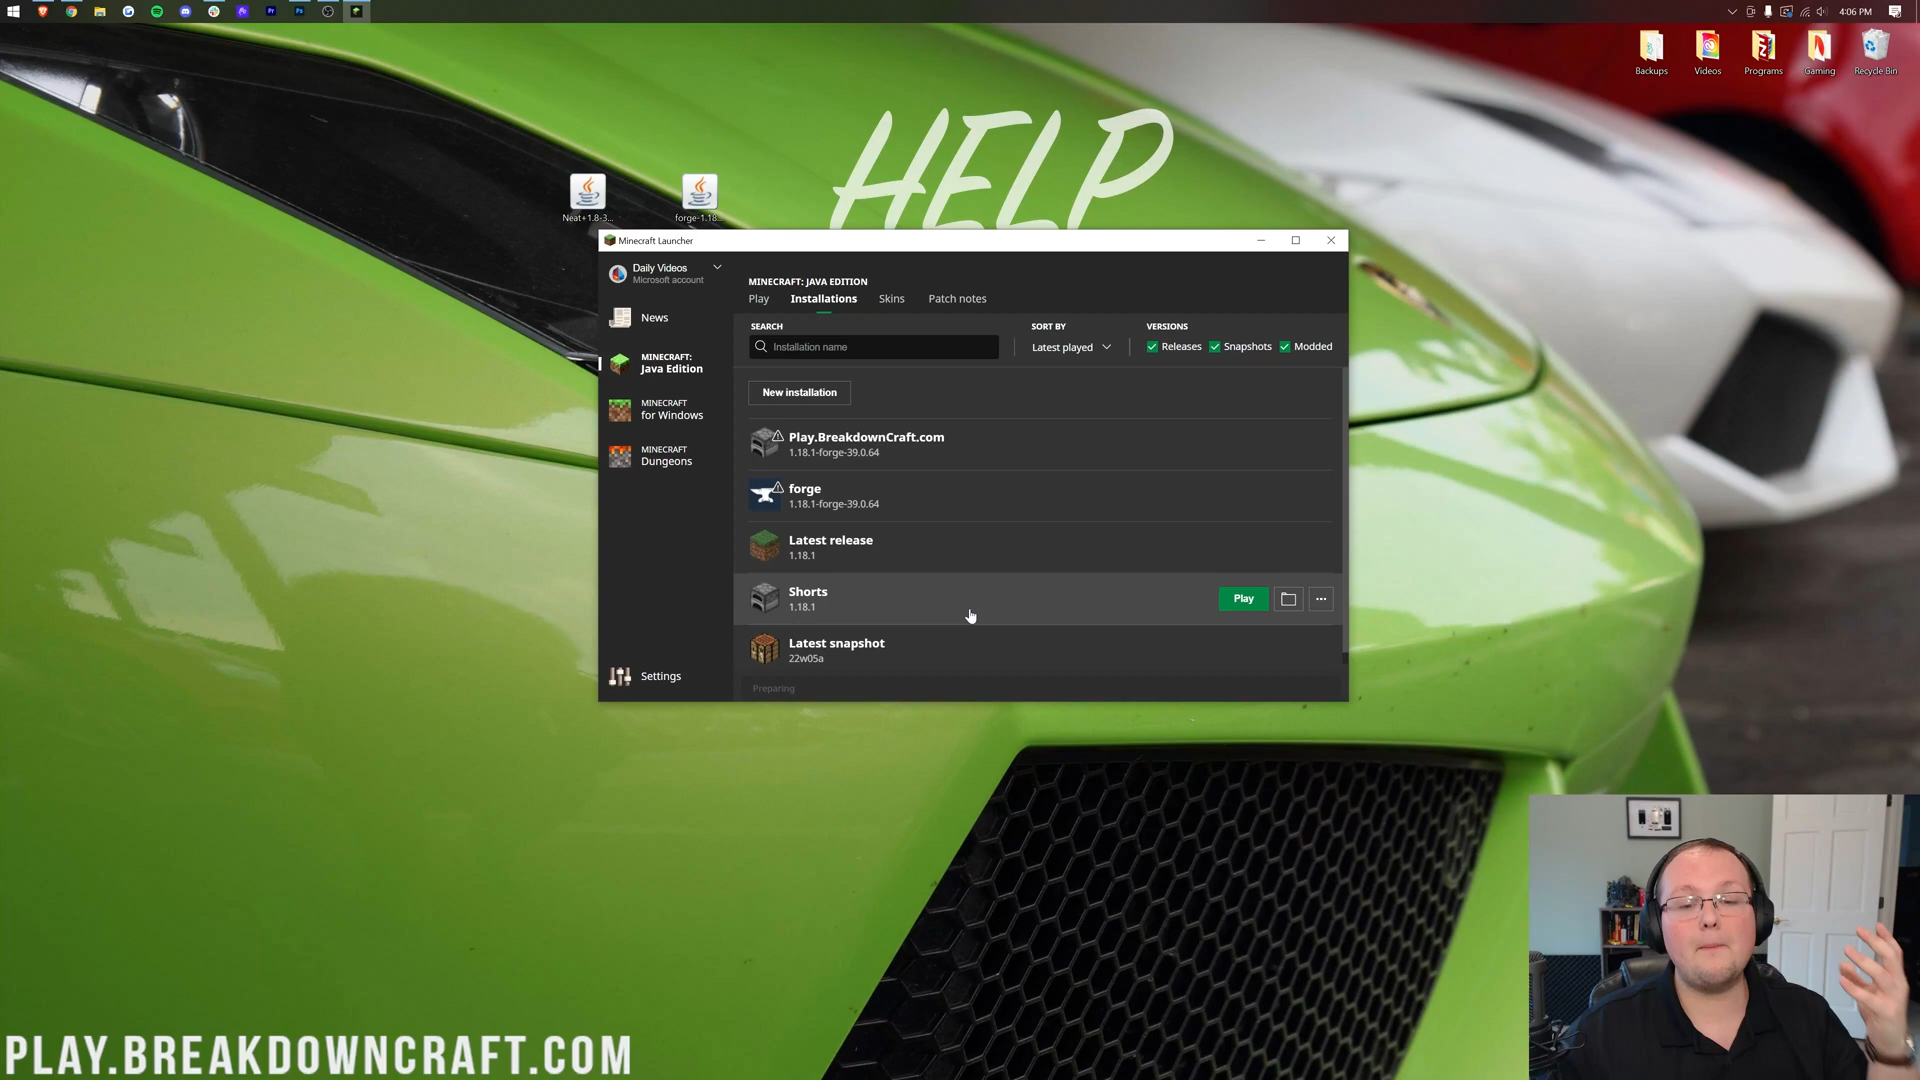 4:06 PM
Backups
Videos
Programs
Gaming
Recycle Bin
HELP
Neat+1.8-3...
forge-1.18...
Minecraft Launcher
Daily Videos
Microsoft account
News
MINECRAFT:
Java Edition
MINECRAFT
for Windows
MINECRAFT
Dungeons
Settings
MINECRAFT: JAVA EDITION
Play
Installations
Skins
Patch notes
SEARCH
Installation name
SORT BY
Latest played
VERSIONS
Releases
Snapshots
Modded
New installation
Play.BreakdownCraft.com
1.18.1-forge-39.0.64
forge
1.18.1-forge-39.0.64
Latest release
1.18.1
Shorts
1.18.1
Play
Latest snapshot
22w05a
Preparing
PLAY.BREAKDOWNCRAFT.COM